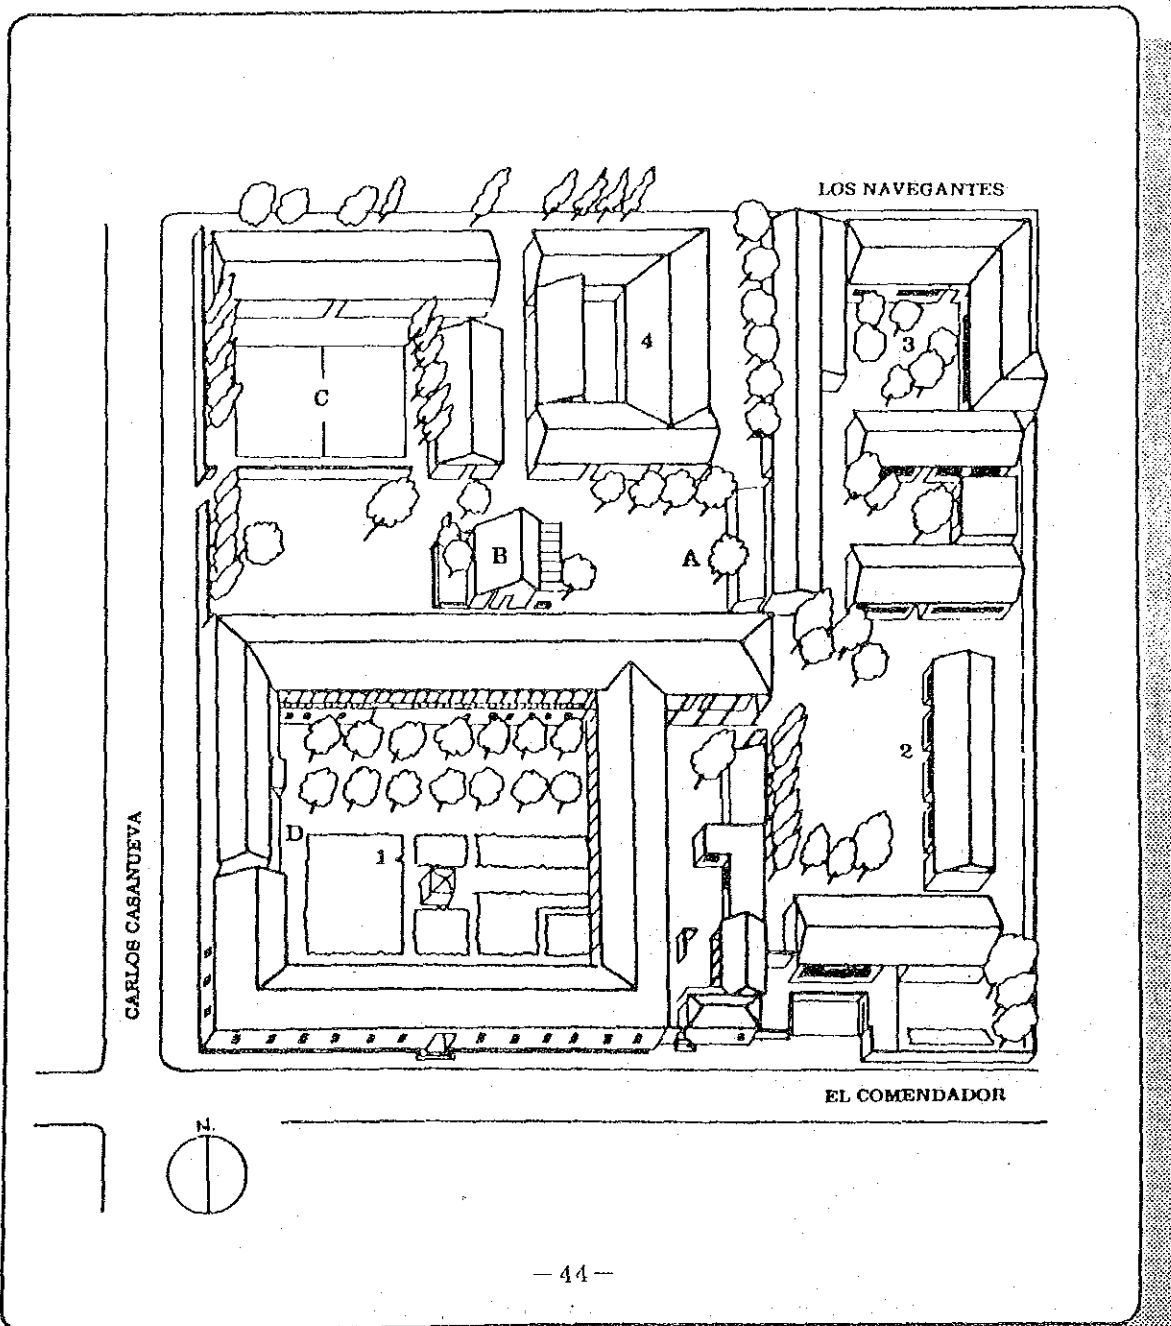 LOS NAVEGANTES
4
3
C
B
A
2
D
1
CARLOS CASANUEVA
EL COMENDADOR
N.
—44—